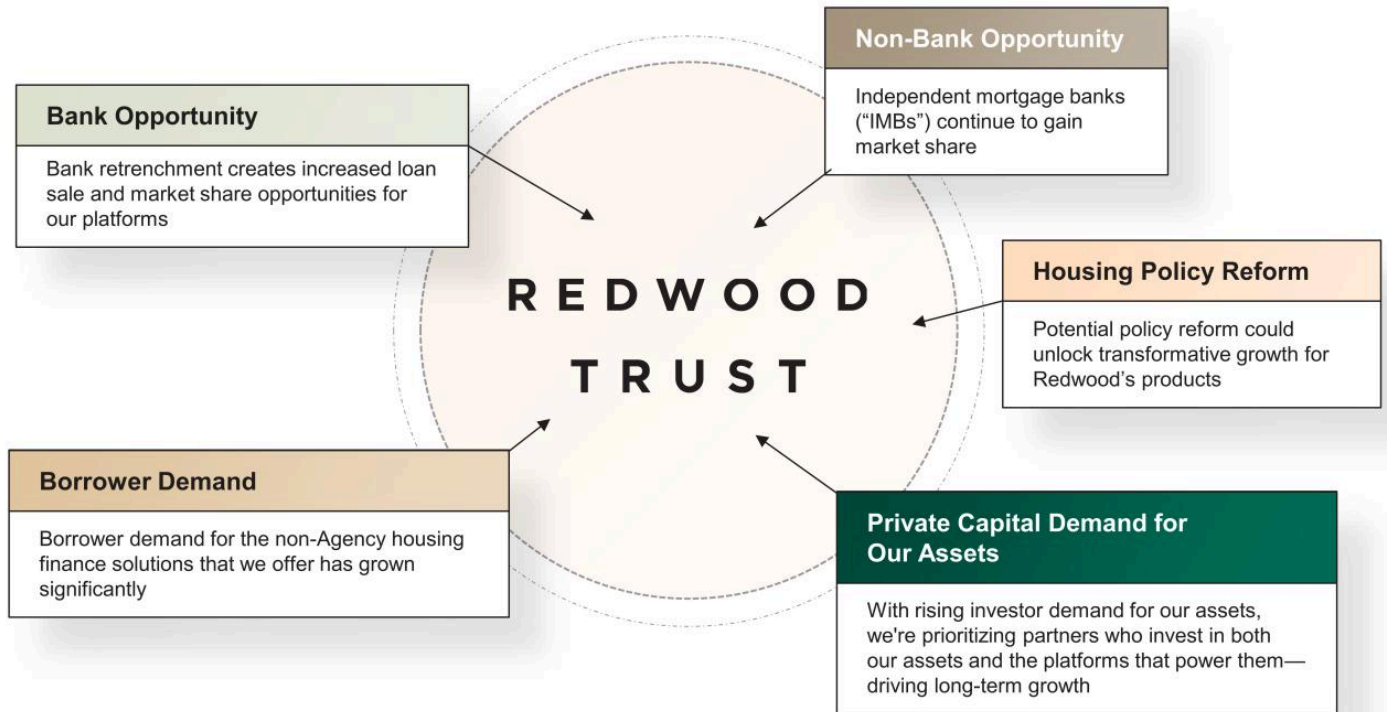 Bank Opportunity
Bank retrenchment creates increased loan
sale and market share opportunities for
our platforms
Non-Bank Opportunity
Independent mortgage banks
(“IMBs”) continue to gain
market share
REDWOOD
TRUST
Housing Policy Reform
Potential policy reform could
unlock transformative growth for
Redwood’s products
Borrower Demand
Borrower demand for the non-Agency housing
finance solutions that we offer has grown
significantly
Private Capital Demand for
Our Assets
With rising investor demand for our assets,
we're prioritizing partners who invest in both
our assets and the platforms that power them—
driving long-term growth